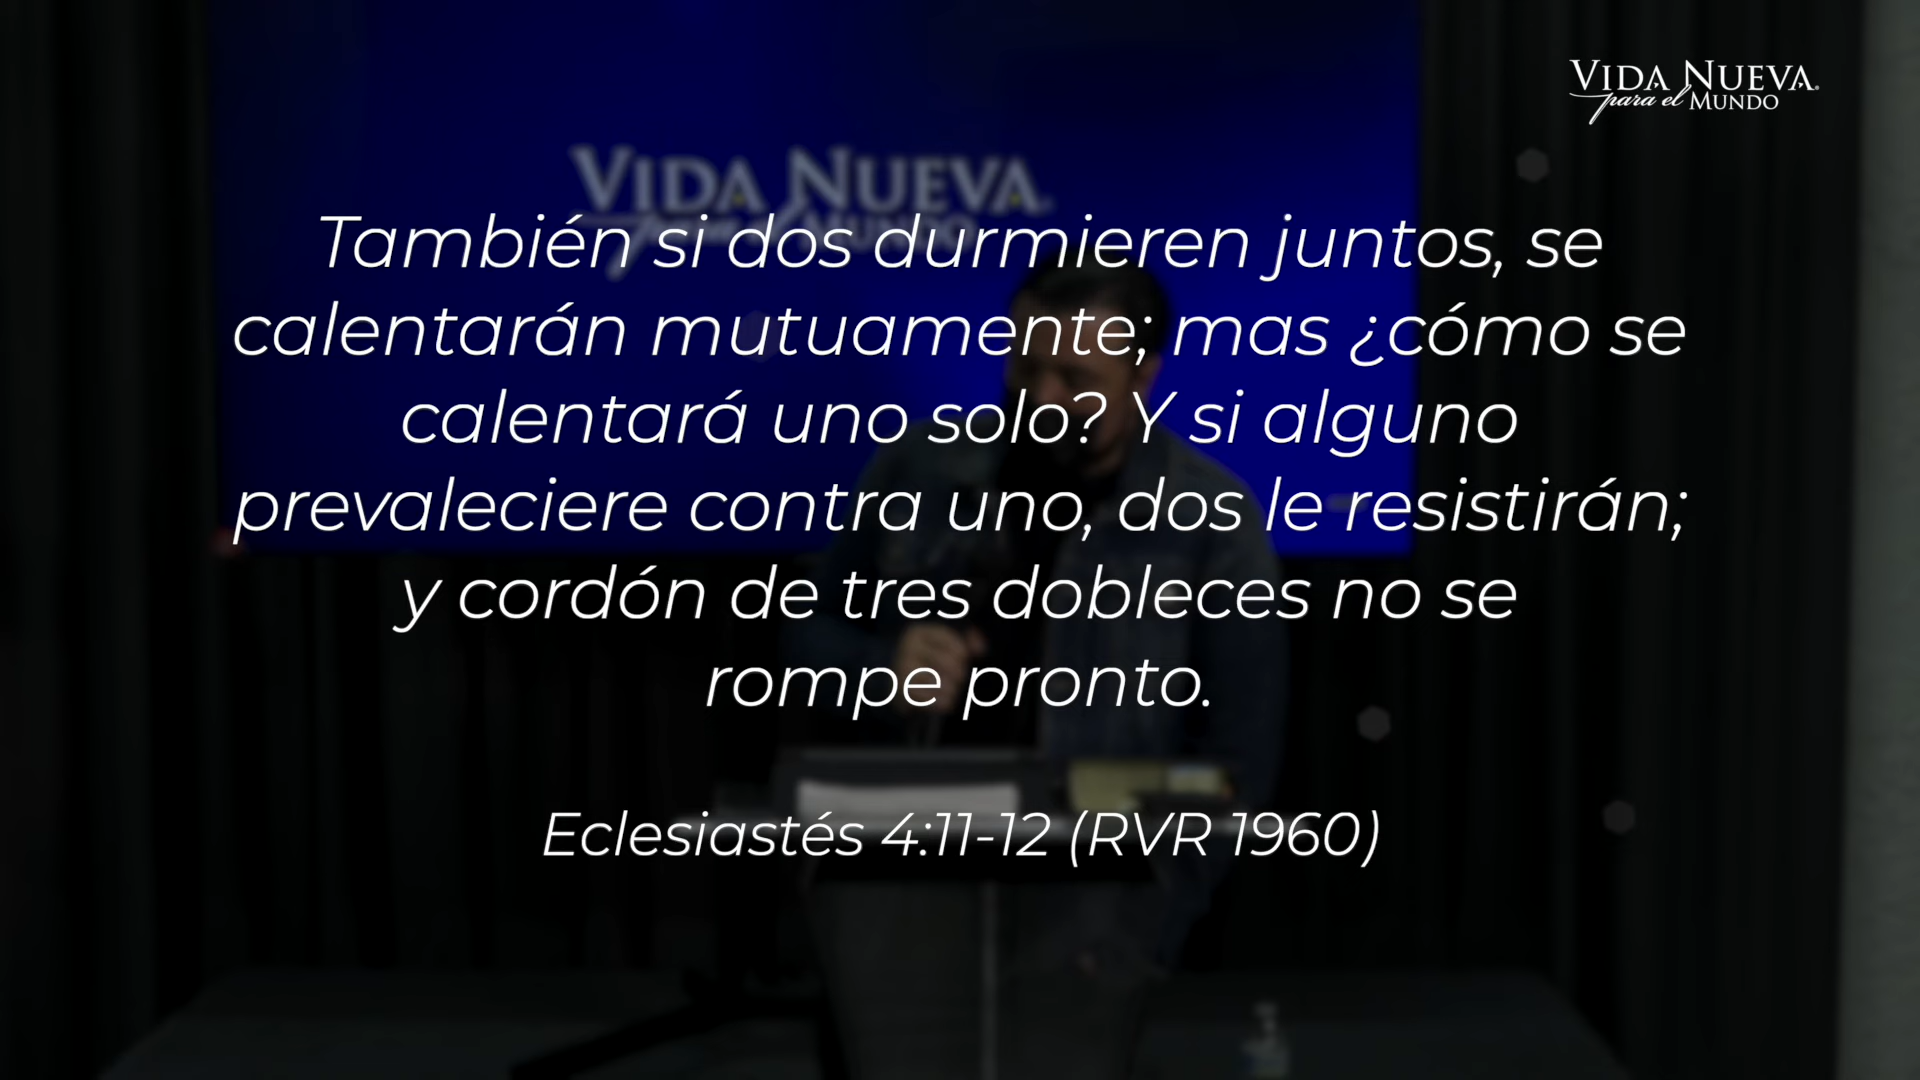 VIDA NUEVA
para el MUNDO
VIDA NUEVA
También si dos durmieren juntos, se
calentarán mutuamente; mas ¿cómo se
calentará uno solo? Y si alguno
prevaleciere contra uno, dos le resistirán;
y cordón de tres dobleces no se
rompe pronto.
Eclesiastés 4:11-12 (RVR 1960)